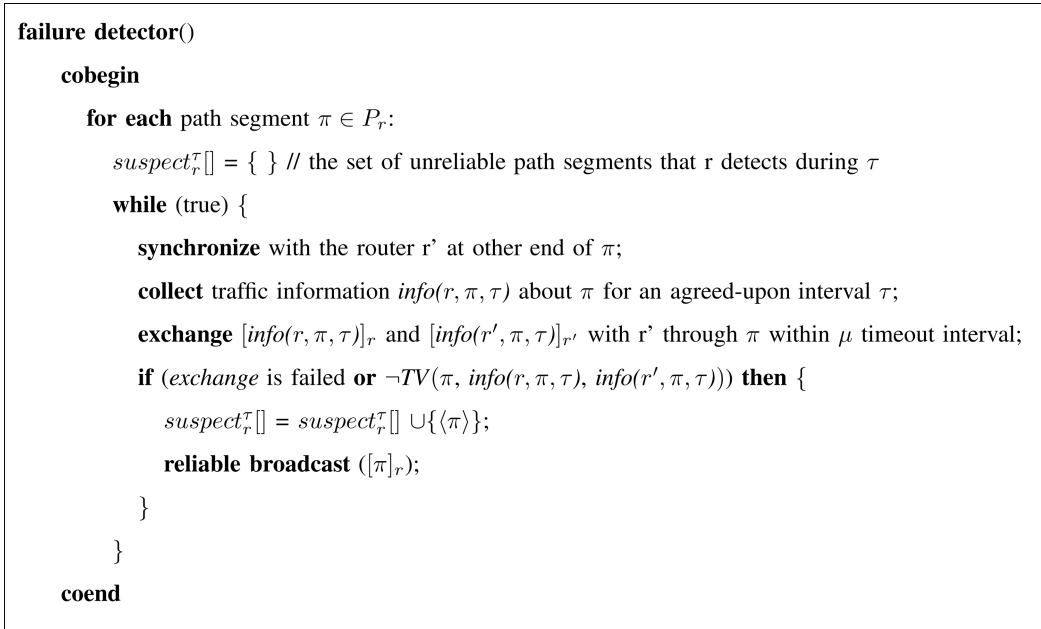 failure detector()
cobegin
for each path segment π ∈ P_r:
suspect_r^τ[] = { } // the set of unreliable path segments that r detects during τ
while (true) {
synchronize with the router r' at other end of π;
collect traffic information info(r, π, τ) about π for an agreed-upon interval τ;
exchange [info(r, π, τ)]_r and [info(r′, π, τ)]_r′ with r' through π within μ timeout interval;
if (exchange is failed or ¬TV(π, info(r, π, τ), info(r′, π, τ))) then {
suspect_r^τ[] = suspect_r^τ[] ∪{⟨π⟩};
reliable broadcast ([π]_r);
}
}
coend